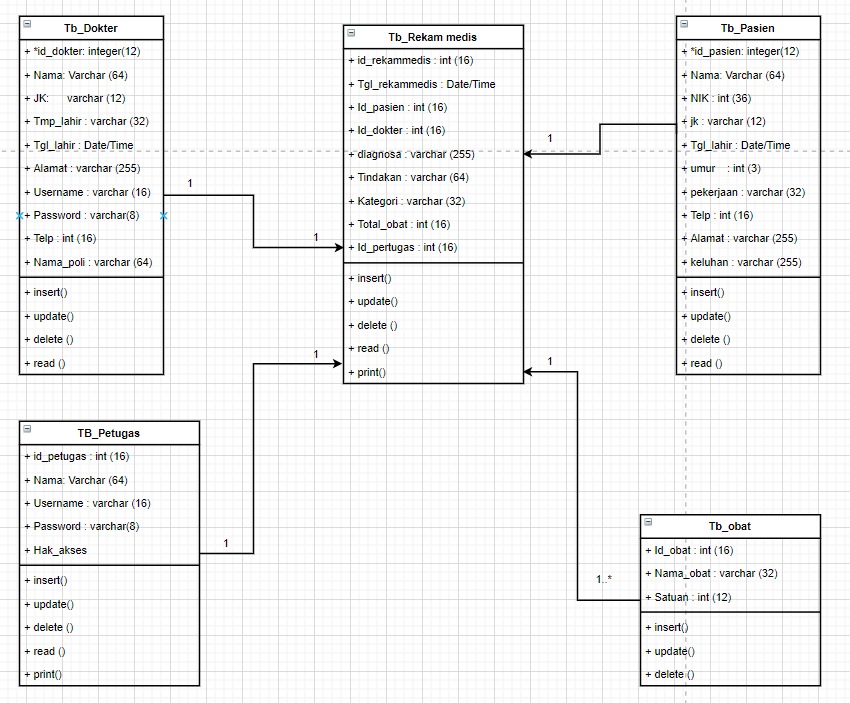 Tb_Dokter
+ *id_dokter: integer(12)
+ Nama: Varchar (64)
+ JK: varchar (12)
+ Tmp_lahir : varchar (32)
+ Tgl_lahir : Date/Time
+ Alamat : varchar (255)
+ Username : varchar (16)
+ Password : varchar(8)
+ Telp : int (16)
+ Nama_poli : varchar (64)
+ insert()
+ update()
+ delete ()
+ read ()
1
1
Tb_Rekam medis
+ id_rekammedis : int (16)
+ Tgl_rekammedis : Date/Time
+ Id_pasien : int (16)
+ Id_dokter : int (16)
+ diagnosa : varchar (255)
+ Tindakan : varchar (64)
+ Kategori : varchar (32)
+ Total_obat : int (16)
+ Id_pertugas : int (16)
+ insert()
+ update()
+ delete ()
+ read ()
+ print()
1
Tb_Pasien
+ *id_pasien: integer(12)
+ Nama: Varchar (64)
+ NIK : int (36)
+ jk : varchar (12)
+ Tgl_lahir : Date/Time
+ umur : int (3)
+ pekerjaan : varchar (32)
+ Telp : int (16)
+ Alamat : varchar (255)
+ keluhan : varchar (255)
+ insert()
+ update()
+ delete ()
+ read ()
TB_Petugas
+ id_petugas : int (16)
+ Nama: Varchar (64)
+ Username : varchar (16)
+ Password : varchar(8)
+ Hak_akses
+ insert()
+ update()
+ delete ()
+ read ()
+ print()
1
1
1
1..*
Tb_obat
+ Id_obat : int (16)
+ Nama_obat : varchar (32)
+ Satuan : int (12)
+ insert()
+ update()
+ delete ()